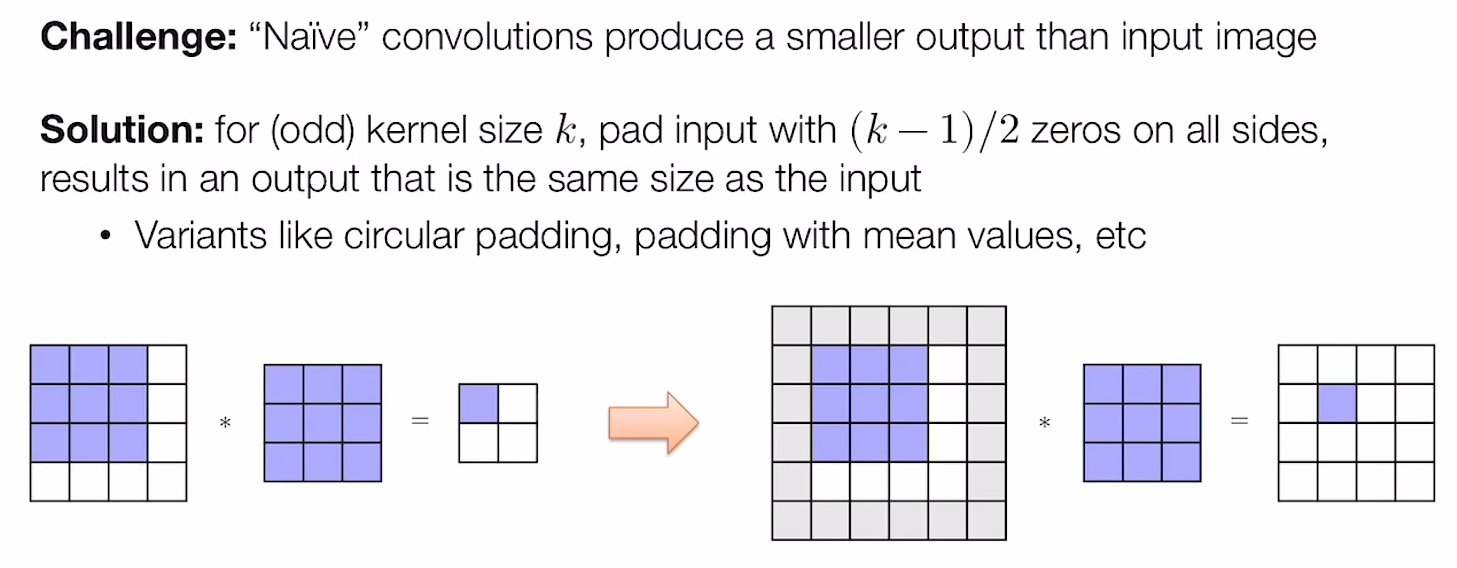 Challenge: “Naïve” convolutions produce a smaller output than input image
Solution: for (odd) kernel size k, pad input with (k − 1)/2 zeros on all sides,
results in an output that is the same size as the input
• Variants like circular padding, padding with mean values, etc
* = * =